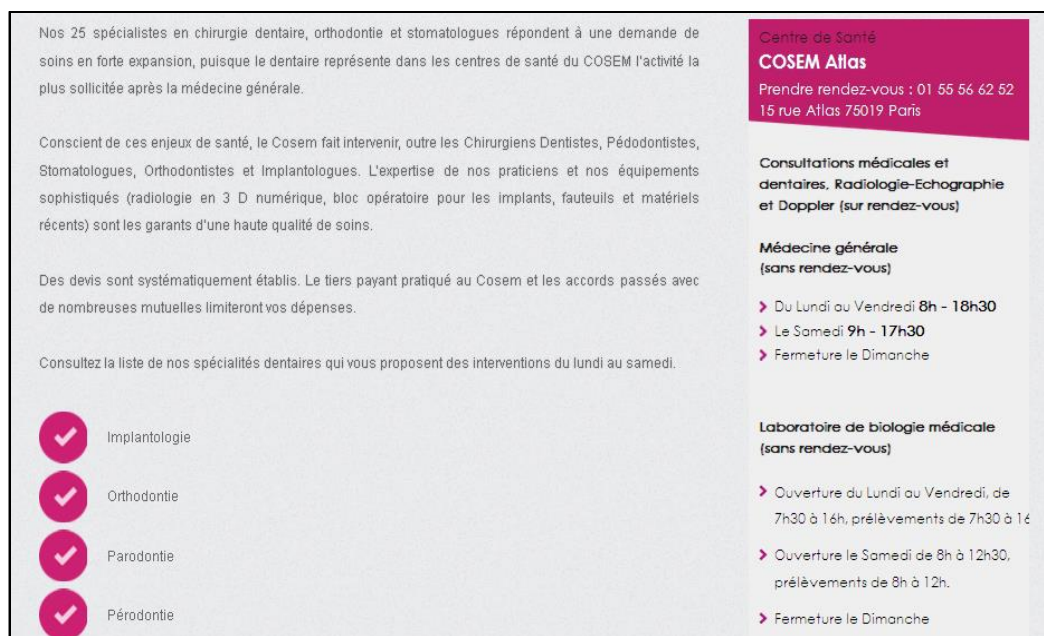 Nos 25 spécialistes en chirurgie dentaire, orthodontie et stomatologues répondent à une demande de
soins en forte expansion, puisque le dentaire représente dans les centres de santé du COSEM l'activité la
plus sollicitée après la médecine générale.
Conscient de ces enjeux de santé, le Cosem fait intervenir, outre les Chirurgiens Dentistes, Pédodontistes,
Stomatologues, Orthodontistes et Implantologues. L'expertise de nos praticiens et nos équipements
sophistiqués (radiologie en 3 D numérique, bloc opératoire pour les implants, fauteuils et matériels
récents) sont les garants d'une haute qualité de soins.
Des devis sont systématiquement établis. Le tiers payant pratiqué au Cosem et les accords passés avec
de nombreuses mutuelles limiteront vos dépenses.
Consultez la liste de nos spécialités dentaires qui vous proposent des interventions du lundi au samedi.
Implantologie
Orthodontie
Parodontie
Pérodontie
Centre de Santé
COSEM Atlas
Prendre rendez-vous : 01 55 56 62 52
15 rue Atlas 75019 Paris
Consultations médicales et
dentaires, Radiologie-Echographie
et Doppler (sur rendez-vous)
Médecine générale
(sans rendez-vous)
Du Lundi au Vendredi 8h - 18h30
Le Samedi 9h - 17h30
Fermeture le Dimanche
Laboratoire de biologie médicale
(sans rendez-vous)
Ouverture du Lundi au Vendredi, de
7h30 à 16h, prélèvements de 7h30 à 16
Ouverture le Samedi de 8h à 12h30,
prélèvements de 8h à 12h.
Fermeture le Dimanche